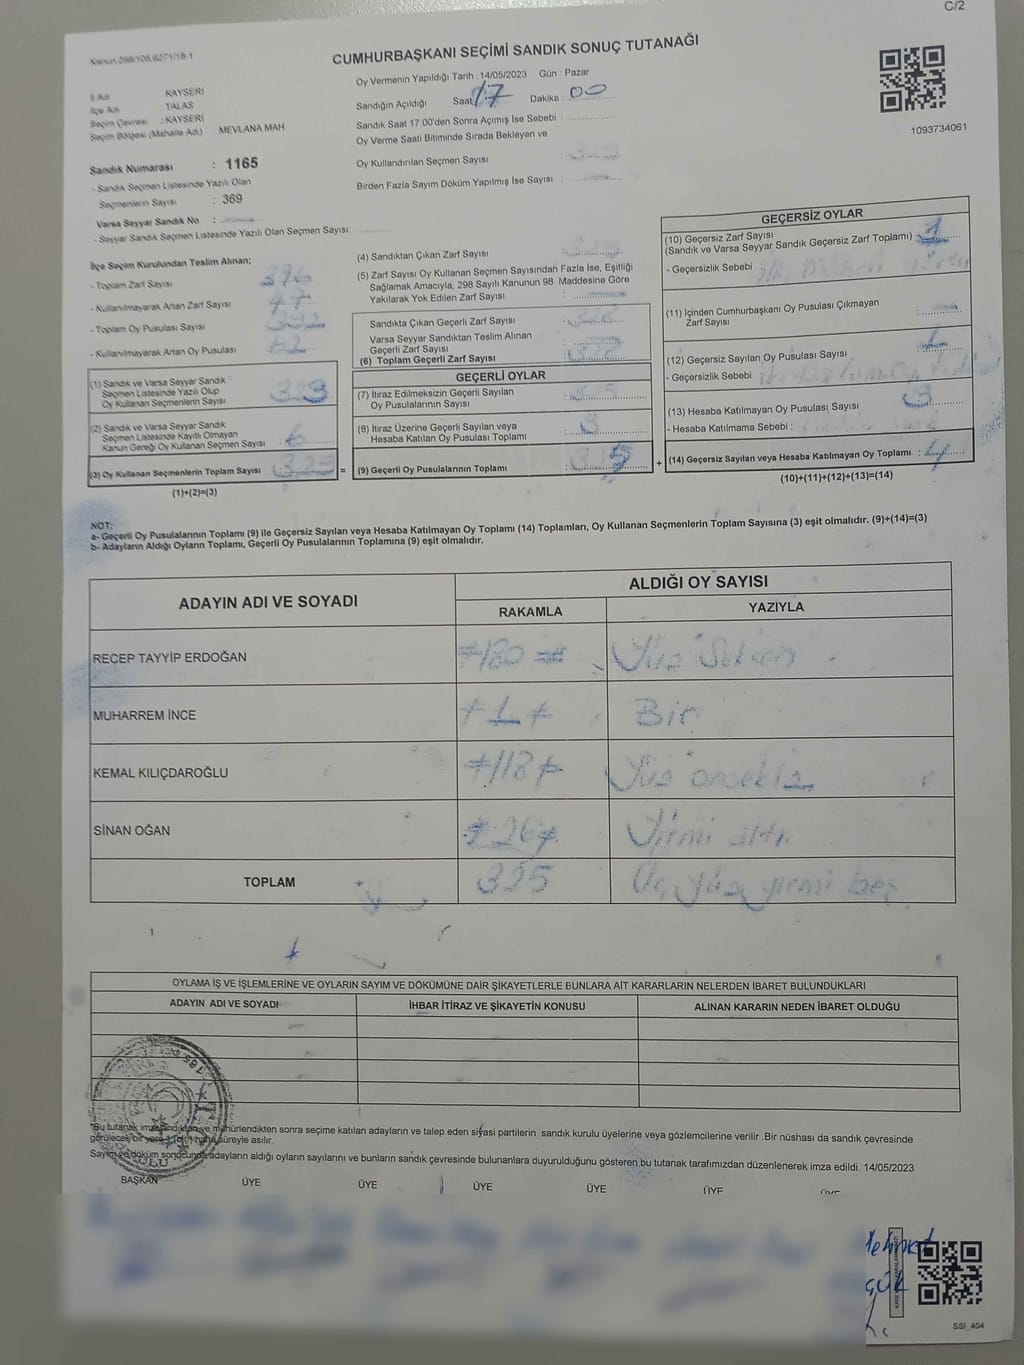 C/2
Kanun 298/105,6271/18-1
CUMHURBAŞKANI SEÇİMİ SANDIK SONUÇ TUTANAĞI
Oy Vermenin Yapıldığı Tarih : 14/05/2023 Gün : Pazar
Sandığın Açıldığı Saat 17 Dakika : 00
Sandık Saat 17.00'den Sonra Açımış İse Sebebi :
Oy Verme Saati Bitiminde Sırada Bekleyen ve
Oy Kullandırılan Seçmen Sayısı :
Birden Fazla Sayım Döküm Yapılmış İse Sayısı :
1093734061
İl Adı KAYSERİ
İlçe Adı TALAS
Seçim Çevresi : KAYSERİ
Seçim Bölgesi (Mahalle Adı) MEVLANA MAH
Sandık Numarası : 1165
- Sandık Seçmen Listesinde Yazılı Olan
Seçmenlerin Sayısı : 369
Varsa Seyyar Sandık No :
- Seyyar Sandık Seçmen Listesinde Yazılı Olan Seçmen Sayısı:
İlçe Seçim Kurulundan Teslim Alınan;
- Toplam Zarf Sayısı
- Kullanılmayarak Artan Zarf Sayısı
- Toplam Oy Pusulası Sayısı
- Kullanılmayarak Artan Oy Pusulası
(1) Sandık ve Varsa Seyyar Sandık
Seçmen Listesinde Yazılı Olup
Oy Kullanan Seçmenlerin Sayısı 323
(2) Sandık ve Varsa Seyyar Sandık
Seçmen Listesinde Kayıtlı Olmayan
Kanun Gereği Oy Kullanan Seçmen Sayısı : 6
(3) Oy Kullanan Seçmenlerin Toplam Sayısı : 329 =
(1)+(2)=(3)
(4) Sandıktan Çıkan Zarf Sayısı
(5) Zarf Sayısı Oy Kullanan Seçmen Sayısından Fazla İse, Eşitliği
Sağlamak Amacıyla; 298 Sayılı Kanunun 98. Maddesine Göre
Yakılarak Yok Edilen Zarf Sayısı :
Sandıkta Çıkan Geçerli Zarf Sayısı :
Varsa Seyyar Sandıktan Teslim Alınan
Geçerli Zarf Sayısı
(6) Toplam Geçerli Zarf Sayısı :
GEÇERLİ OYLAR
(7) İtiraz Edilmeksizin Geçerli Sayılan
Oy Pusulalarının Sayısı :
(8) İtiraz Üzerine Geçerli Sayılan veya
Hesaba Katılan Oy Pusulası Toplamı :
(9) Geçerli Oy Pusulalarının Toplamı : +
GEÇERSİZ OYLAR
(10) Geçersiz Zarf Sayısı
(Sandık ve Varsa Seyyar Sandık Geçersiz Zarf Toplamı) 1
- Geçersizlik Sebebi :
(11) İçinden Cumhurbaşkanı Oy Pusulası Çıkmayan
Zarf Sayısı :
(12) Geçersiz Sayılan Oy Pusulası Sayısı :
- Geçersizlik Sebebi
(13) Hesaba Katılmayan Oy Pusulası Sayısı : 3
- Hesaba Katılmama Sebebi :
(14) Geçersiz Sayılan veya Hesaba Katılmayan Oy Toplamı : 4
(10)+(11)+(12)+(13)=(14)
NOT:
a- Geçerli Oy Pusulalarının Toplamı (9) ile Geçersiz Sayılan veya Hesaba Katılmayan Oy Toplamı (14) Toplamları, Oy Kullanan Seçmenlerin Toplam Sayısına (3) eşit olmalıdır. (9)+(14)=(3)
b- Adayların Aldığı Oyların Toplamı, Geçerli Oy Pusulalarının Toplamına (9) eşit olmalıdır.
ADAYIN ADI VE SOYADI
ALDIĞI OY SAYISI
RAKAMLA YAZIYLA
RECEP TAYYİP ERDOĞAN 180 Yüz Seksen
MUHARREM İNCE 1 Bir
KEMAL KILIÇDAROĞLU 118 Yüz onsekiz
SİNAN OĞAN 26 Yirmi altı
TOPLAM 325 Üç yüz yirmi beş
OYLAMA İŞ VE İŞLEMLERİNE VE OYLARIN SAYIM VE DÖKÜMÜNE DAİR ŞİKAYETLERLE BUNLARA AİT KARARLARIN NELERDEN İBARET BULUNDUKLARI
ADAYIN ADI VE SOYADI İHBAR İTİRAZ VE ŞİKAYETİN KONUSU ALINAN KARARIN NEDEN İBARET OLDUĞU
*Bu tutanak imzalandıktan ve mühürlendikten sonra seçime katılan adayların ve talep eden siyasi partilerin sandık kurulu üyelerine veya gözlemcilerine verilir .Bir nüshası da sandık çevresinde
görülecek bir yere 1 (bir) hafta süreyle asılır.
Sayım ve döküm sonucunda adayların aldığı oyların sayılarını ve bunların sandık çevresinde bulunanlara duyurulduğunu gösteren bu tutanak tarafımızdan düzenlenerek imza edildi. 14/05/2023
BAŞKAN ÜYE ÜYE ÜYE ÜYE ÜYE
Mehmet
SSI_404